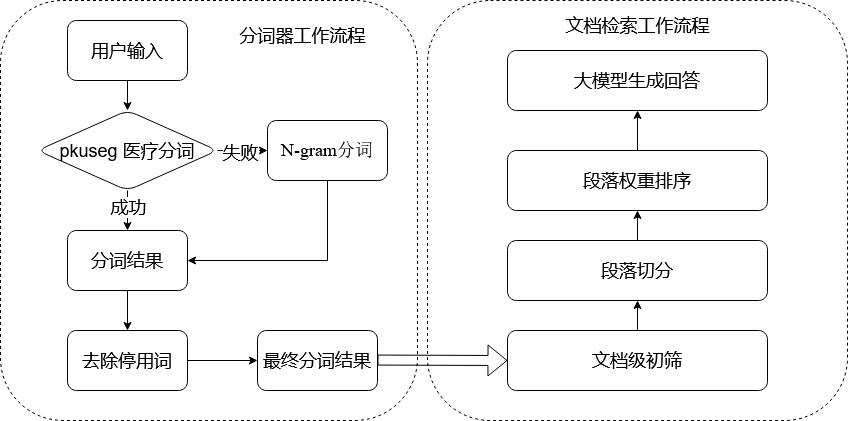 分词器工作流程
用户输入
pkuseg 医疗分词
失败
N-gram分词
成功
分词结果
去除停用词
最终分词结果
文档检索工作流程
大模型生成回答
段落权重排序
段落切分
文档级初筛